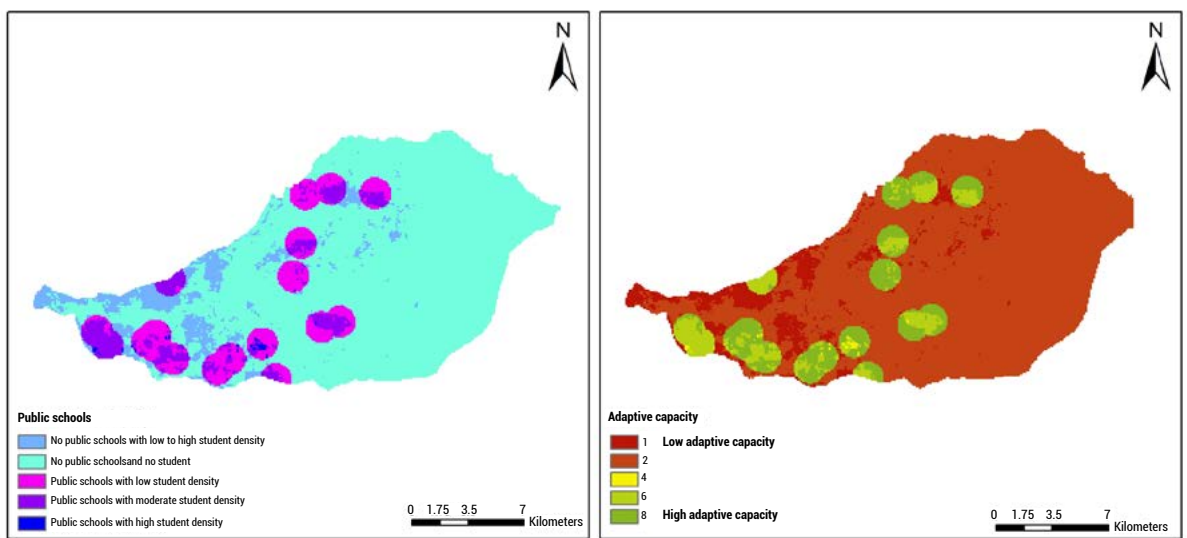 N
Public schools
No public schools with low to high student density
No public schoolsand no student
Public schools with low student density
Public schools with moderate student density
Public schools with high student density
0 1.75 3.5 7
Kilometers
N
Adaptive capacity
1 Low adaptive capacity
2
4
6
8 High adaptive capacity
0 1.75 3.5 7
Kilometers